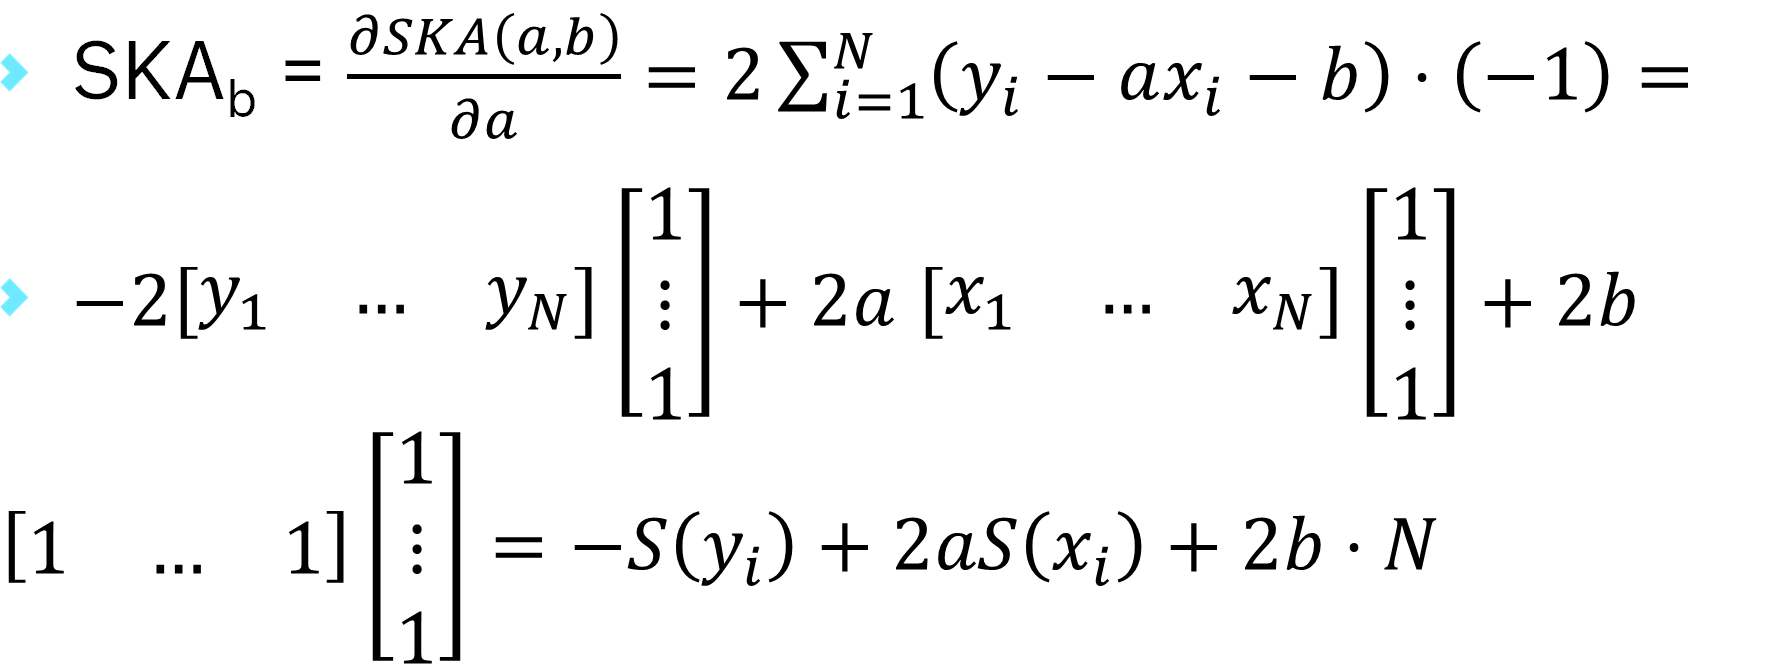 SKA_b = ∂SKA(a,b)/∂a = 2∑_{i=1}^{N}(y_i − ax_i − b) · (−1) =
−2[y_1 … y_N][1 ⋮ 1] + 2a [x_1 … x_N][1 ⋮ 1] + 2b
[1 … 1][1 ⋮ 1] = −S(y_i) + 2aS(x_i) + 2b · N